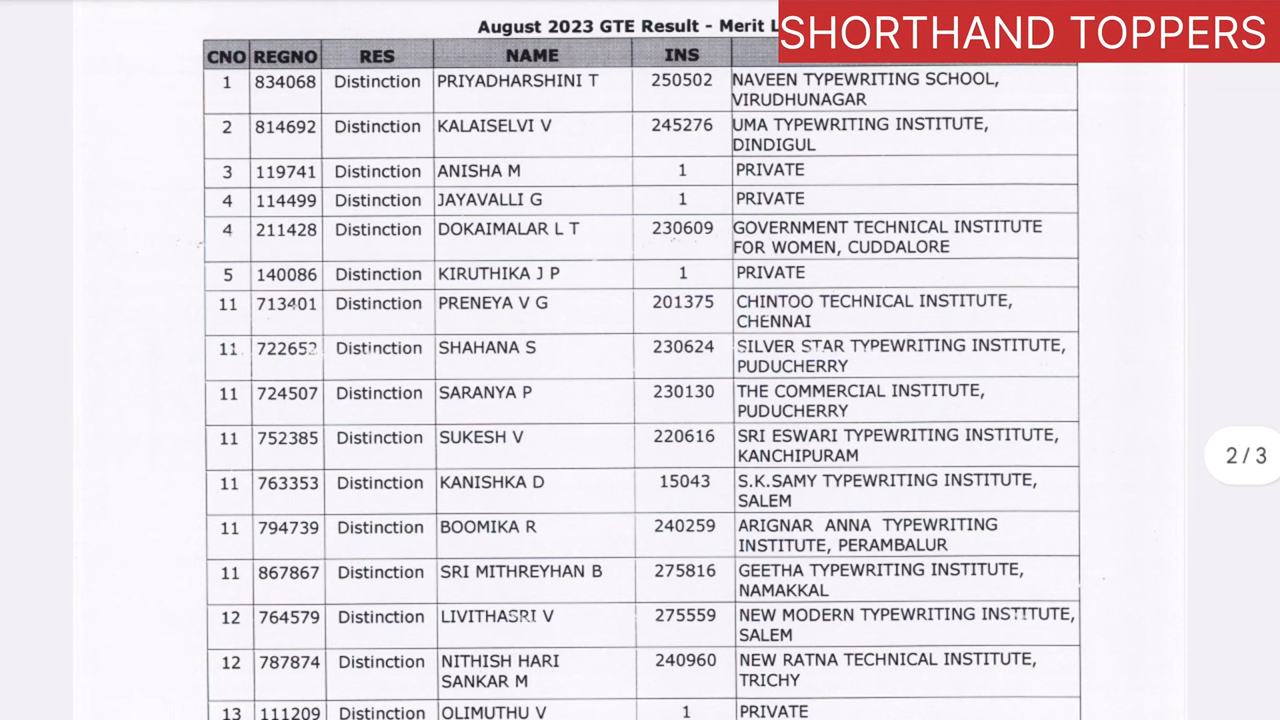 August 2023 GTE Result - Merit L
SHORTHAND TOPPERS
CNO REGNO RES NAME INS
1 834068 Distinction PRIYADHARSHINI T 250502 NAVEEN TYPEWRITING SCHOOL,
VIRUDHUNAGAR
2 814692 Distinction KALAISELVI V 245276 UMA TYPEWRITING INSTITUTE,
DINDIGUL
3 119741 Distinction ANISHA M 1 PRIVATE
4 114499 Distinction JAYAVALLI G 1 PRIVATE
4 211428 Distinction DOKAIMALAR L T 230609 GOVERNMENT TECHNICAL INSTITUTE
FOR WOMEN, CUDDALORE
5 140086 Distinction KIRUTHIKA J P 1 PRIVATE
11 713401 Distinction PRENEYA V G 201375 CHINTOO TECHNICAL INSTITUTE,
CHENNAI
11 722652 Distinction SHAHANA S 230624 SILVER STAR TYPEWRITING INSTITUTE,
PUDUCHERRY
11 724507 Distinction SARANYA P 230130 THE COMMERCIAL INSTITUTE,
PUDUCHERRY
11 752385 Distinction SUKESH V 220616 SRI ESWARI TYPEWRITING INSTITUTE,
KANCHIPURAM
11 763353 Distinction KANISHKA D 15043 S.K.SAMY TYPEWRITING INSTITUTE,
SALEM
11 794739 Distinction BOOMIKA R 240259 ARIGNAR ANNA TYPEWRITING
INSTITUTE, PERAMBALUR
11 867867 Distinction SRI MITHREYHAN B 275816 GEETHA TYPEWRITING INSTITUTE,
NAMAKKAL
12 764579 Distinction LIVITHASRI V 275559 NEW MODERN TYPEWRITING INSTITUTE,
SALEM
12 787874 Distinction NITHISH HARI 240960 NEW RATNA TECHNICAL INSTITUTE,
SANKAR M TRICHY
13 111209 Distinction OLIMUTHU V 1 PRIVATE
2 / 3